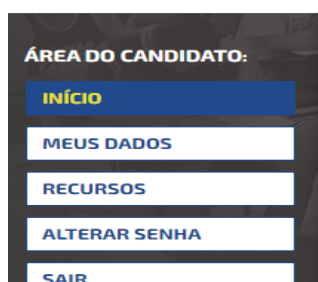 ÁREA DO CANDIDATO:
INÍCIO
MEUS DADOS
RECURSOS
ALTERAR SENHA
SAIR